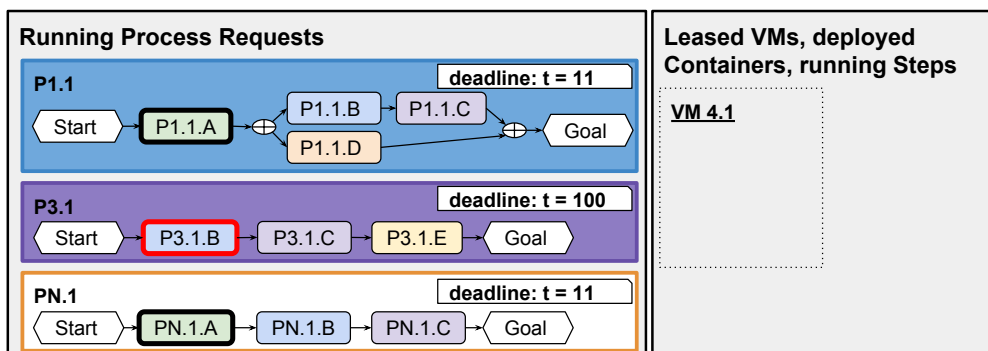 Running Process Requests
P1.1
deadline: t = 11
Start
P1.1.A
P1.1.B
P1.1.C
P1.1.D
Goal
P3.1
deadline: t = 100
Start
P3.1.B
P3.1.C
P3.1.E
Goal
PN.1
deadline: t = 11
Start
PN.1.A
PN.1.B
PN.1.C
Goal
Leased VMs, deployed
Containers, running Steps
VM 4.1